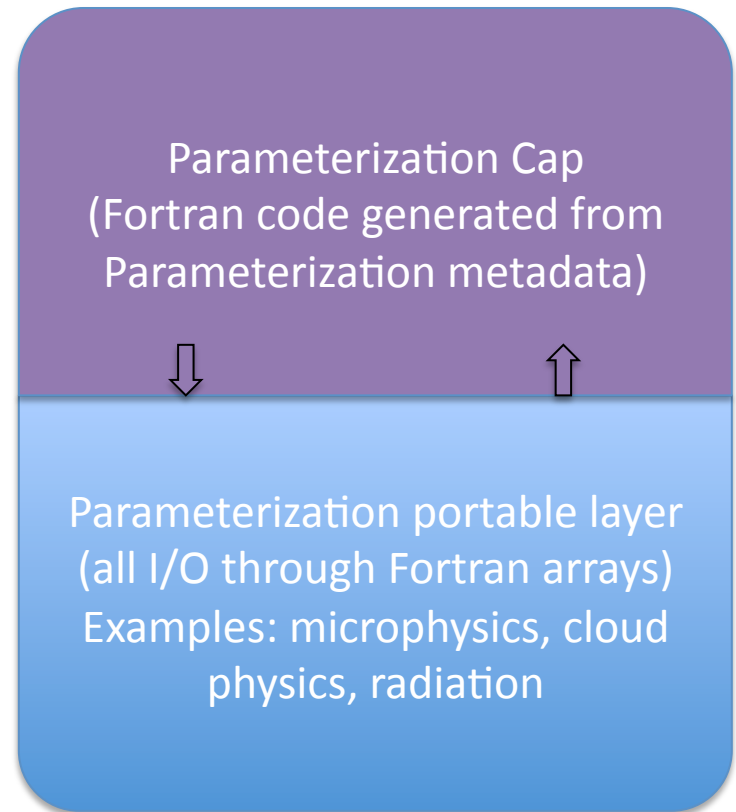 Parameterization Cap
(Fortran code generated from
Parameterization metadata)
Parameterization portable layer
(all I/O through Fortran arrays)
Examples: microphysics, cloud
physics, radiation